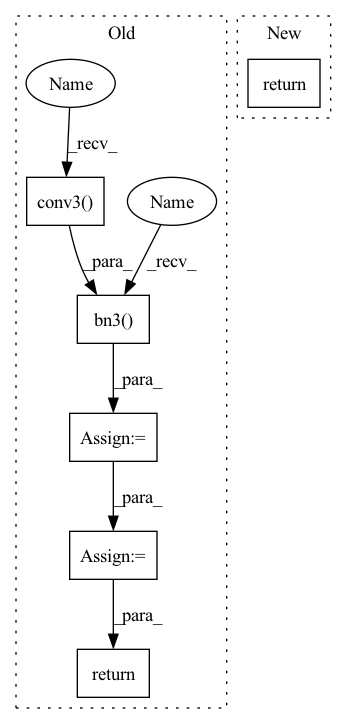 Old
New
Name
return
_recv_
conv3()
Name
_para_
_recv_
bn3()
_para_
Assign:=
_para_
Assign:=
_para_
return